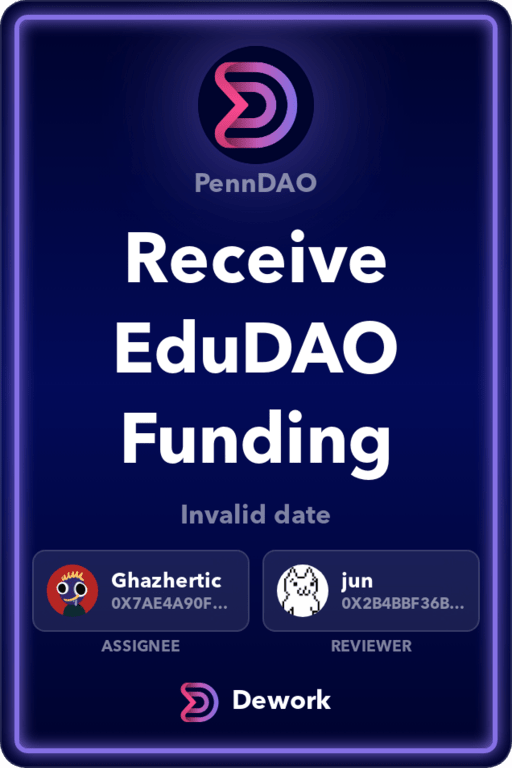 PennDAO
Receive
EduDAO
Funding
Invalid date
Ghazhertic
0X7AE4A90F...
ASSIGNEE
jun
0X2B4BBF36B...
REVIEWER
Dework